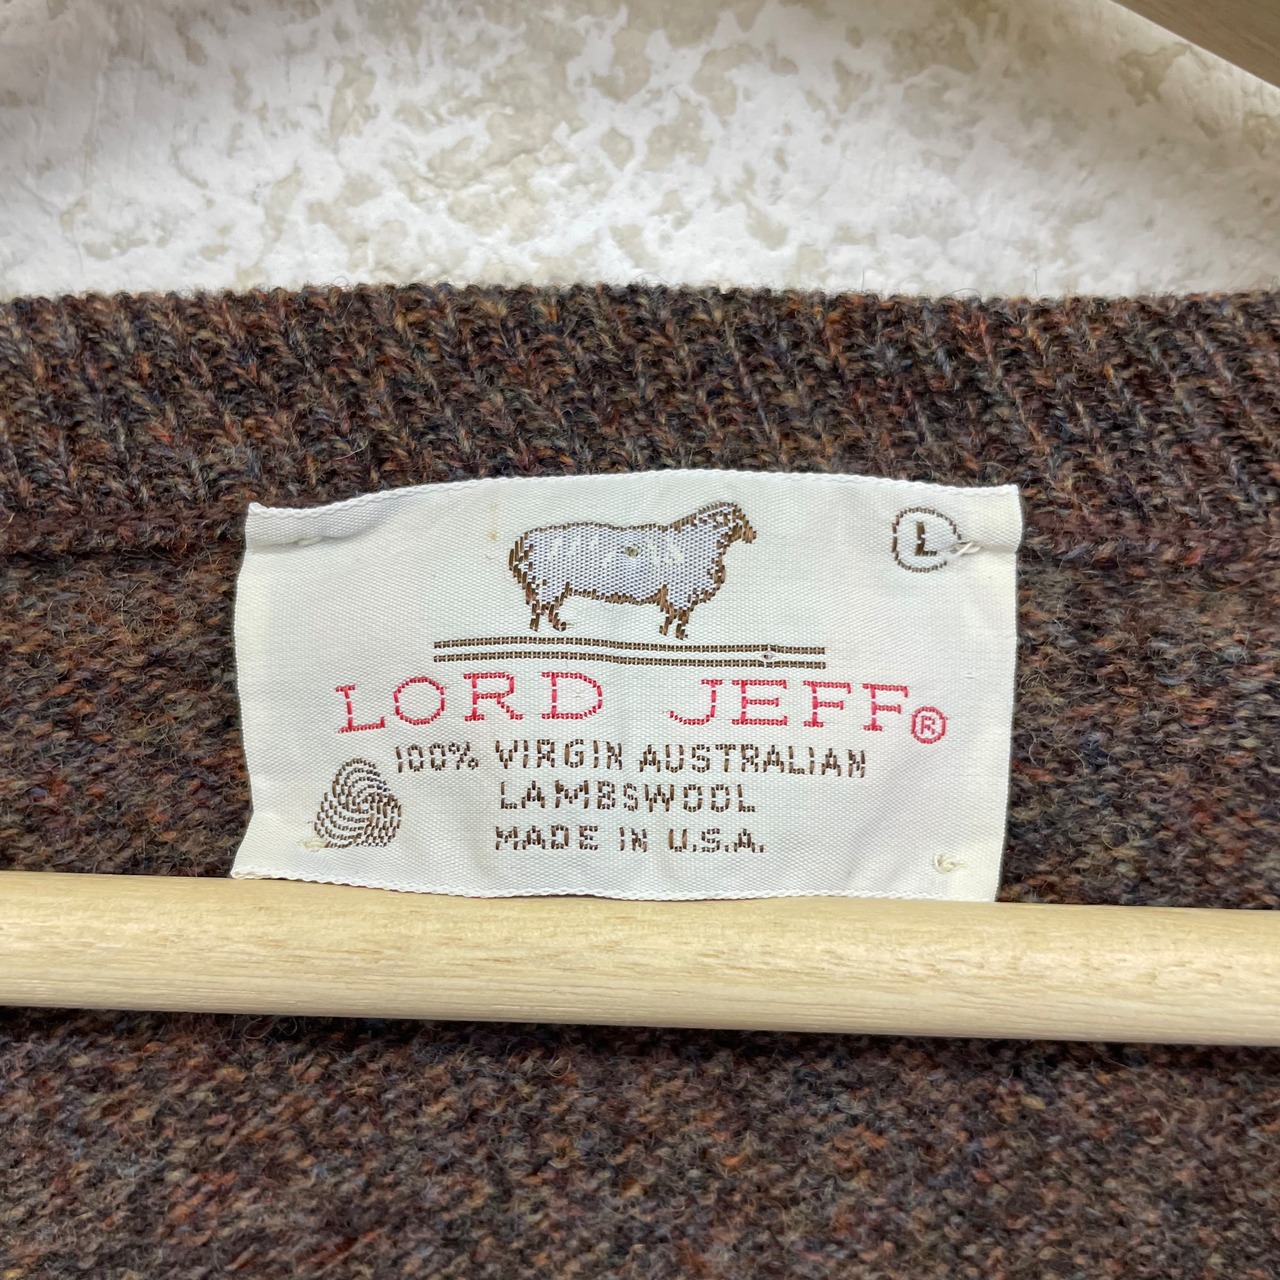 L
LORD JEFF®
100% VIRGIN AUSTRALIAN
LAMBSWOOL
MADE IN U.S.A.